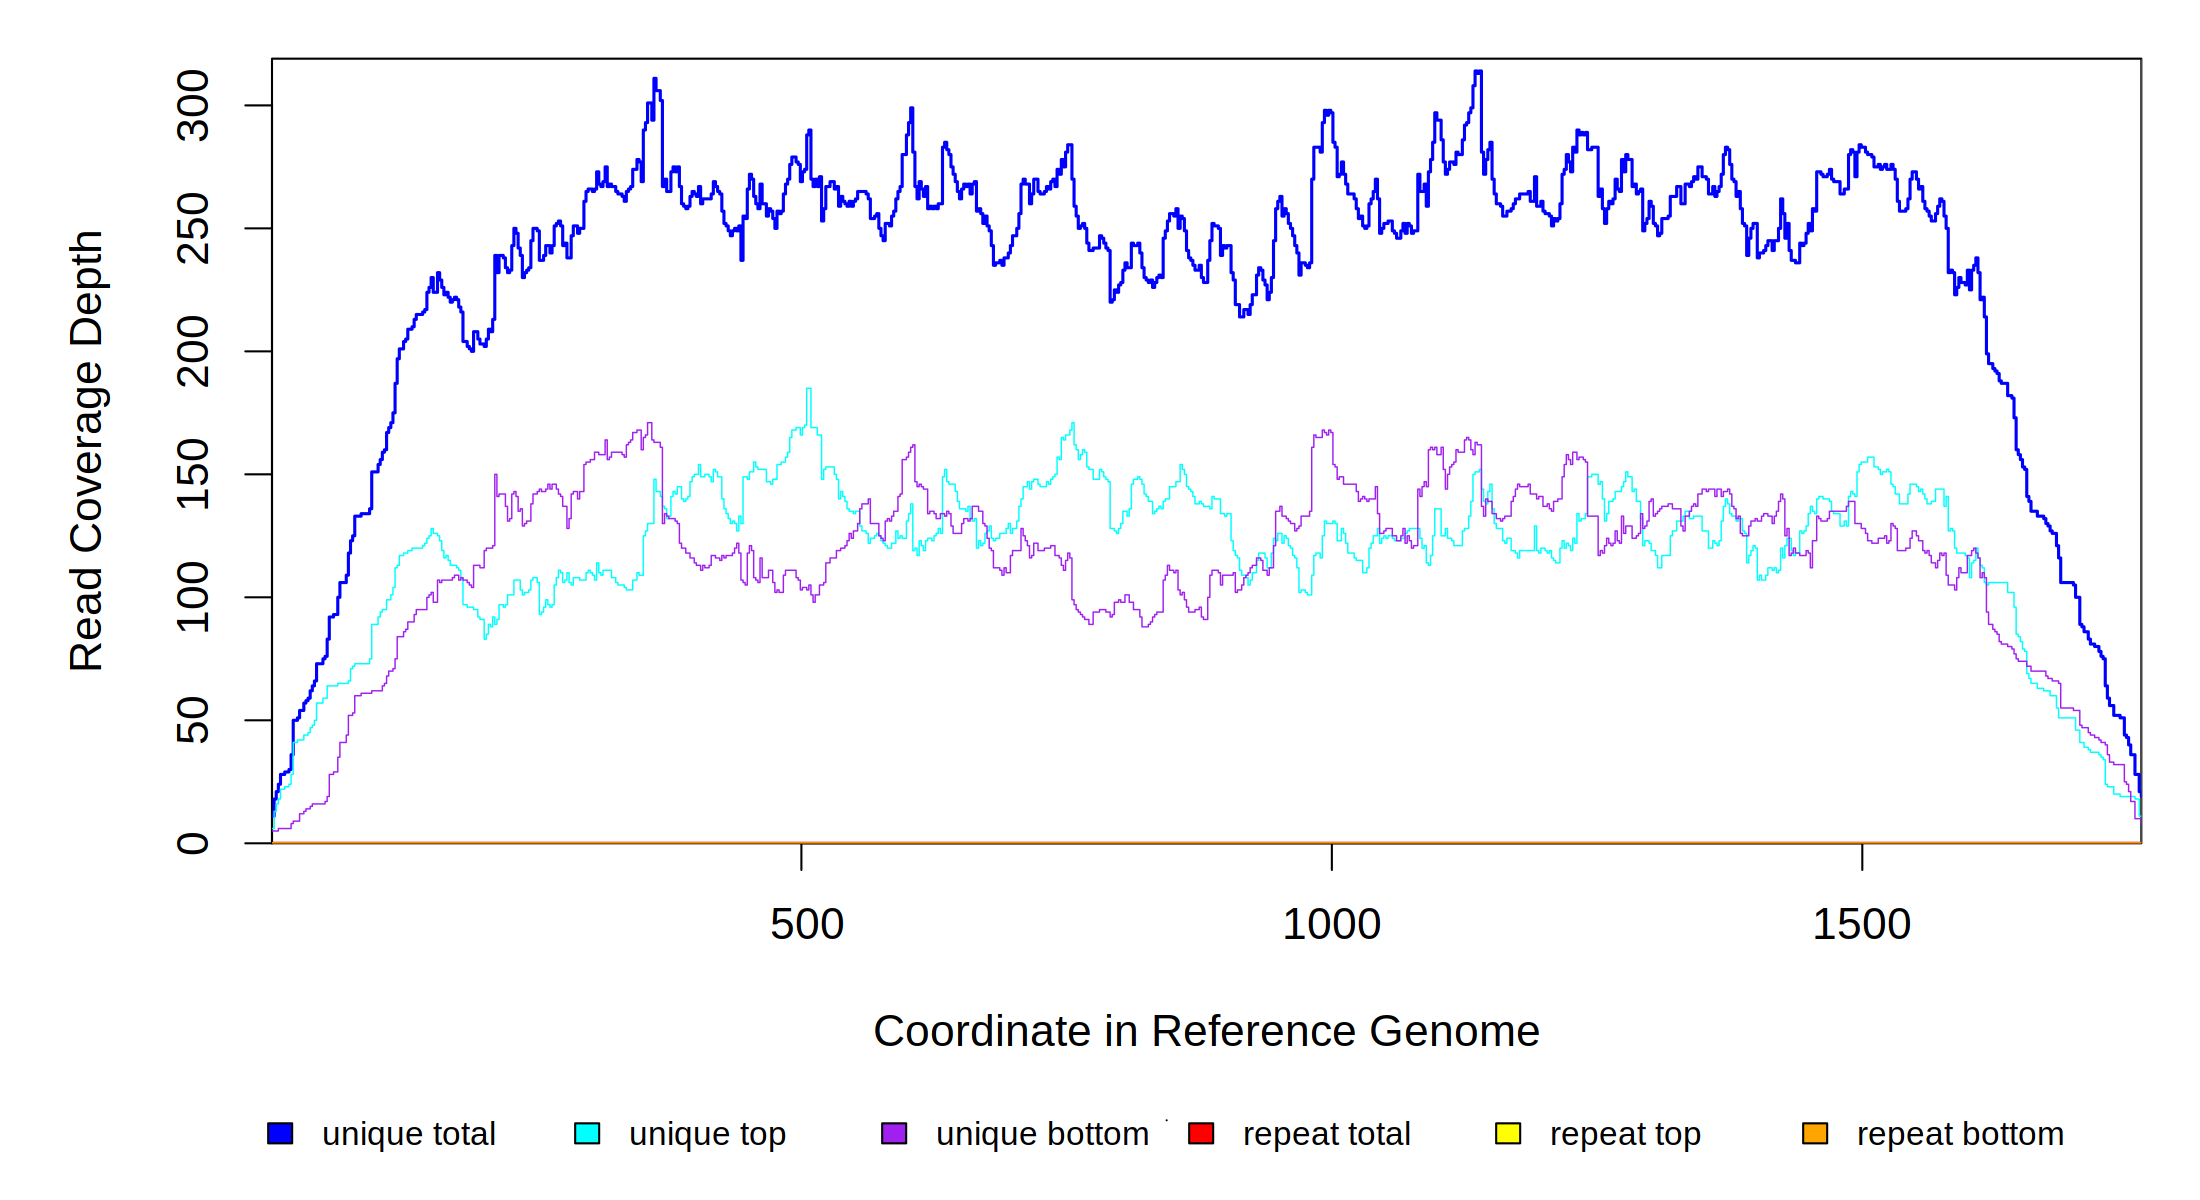 Read Coverage Depth
300
250
200
150
100
50
0
500 1000 1500
Coordinate in Reference Genome
unique total unique top unique bottom repeat total repeat top repeat bottom